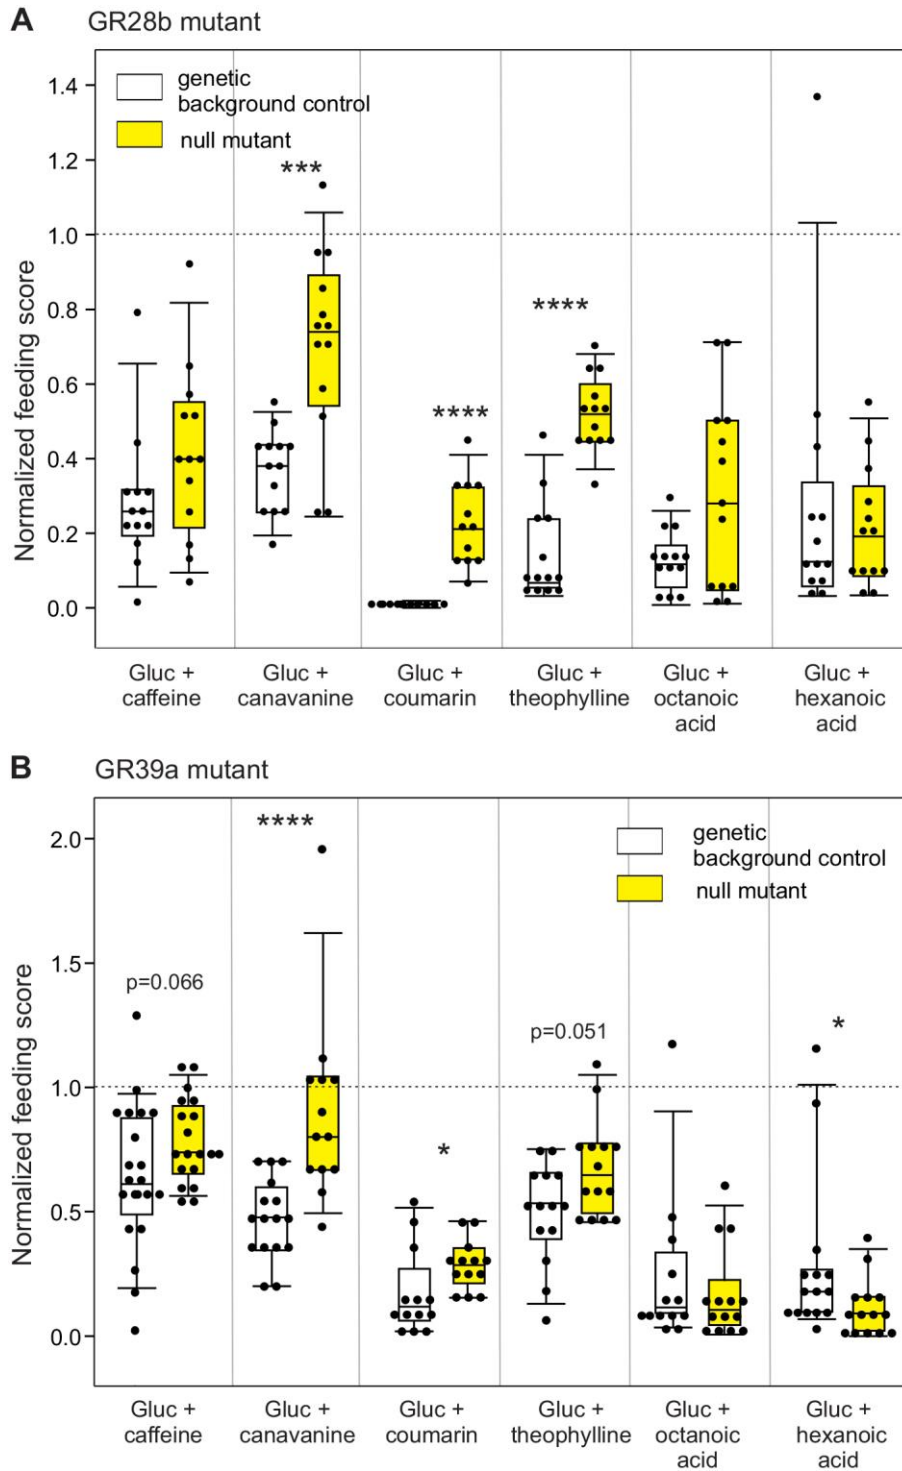 A GR28b mutant
genetic
background control
null mutant
***
****
****
Normalized feeding score
1.4
1.2
1.0
0.8
0.6
0.4
0.2
0.0
Gluc + caffeine
Gluc + canavanine
Gluc + coumarin
Gluc + theophylline
Gluc + octanoic acid
Gluc + hexanoic acid
B GR39a mutant
genetic
background control
null mutant
p=0.066
****
*
p=0.051
*
Normalized feeding score
2.0
1.5
1.0
0.5
0.0
Gluc + caffeine
Gluc + canavanine
Gluc + coumarin
Gluc + theophylline
Gluc + octanoic acid
Gluc + hexanoic acid